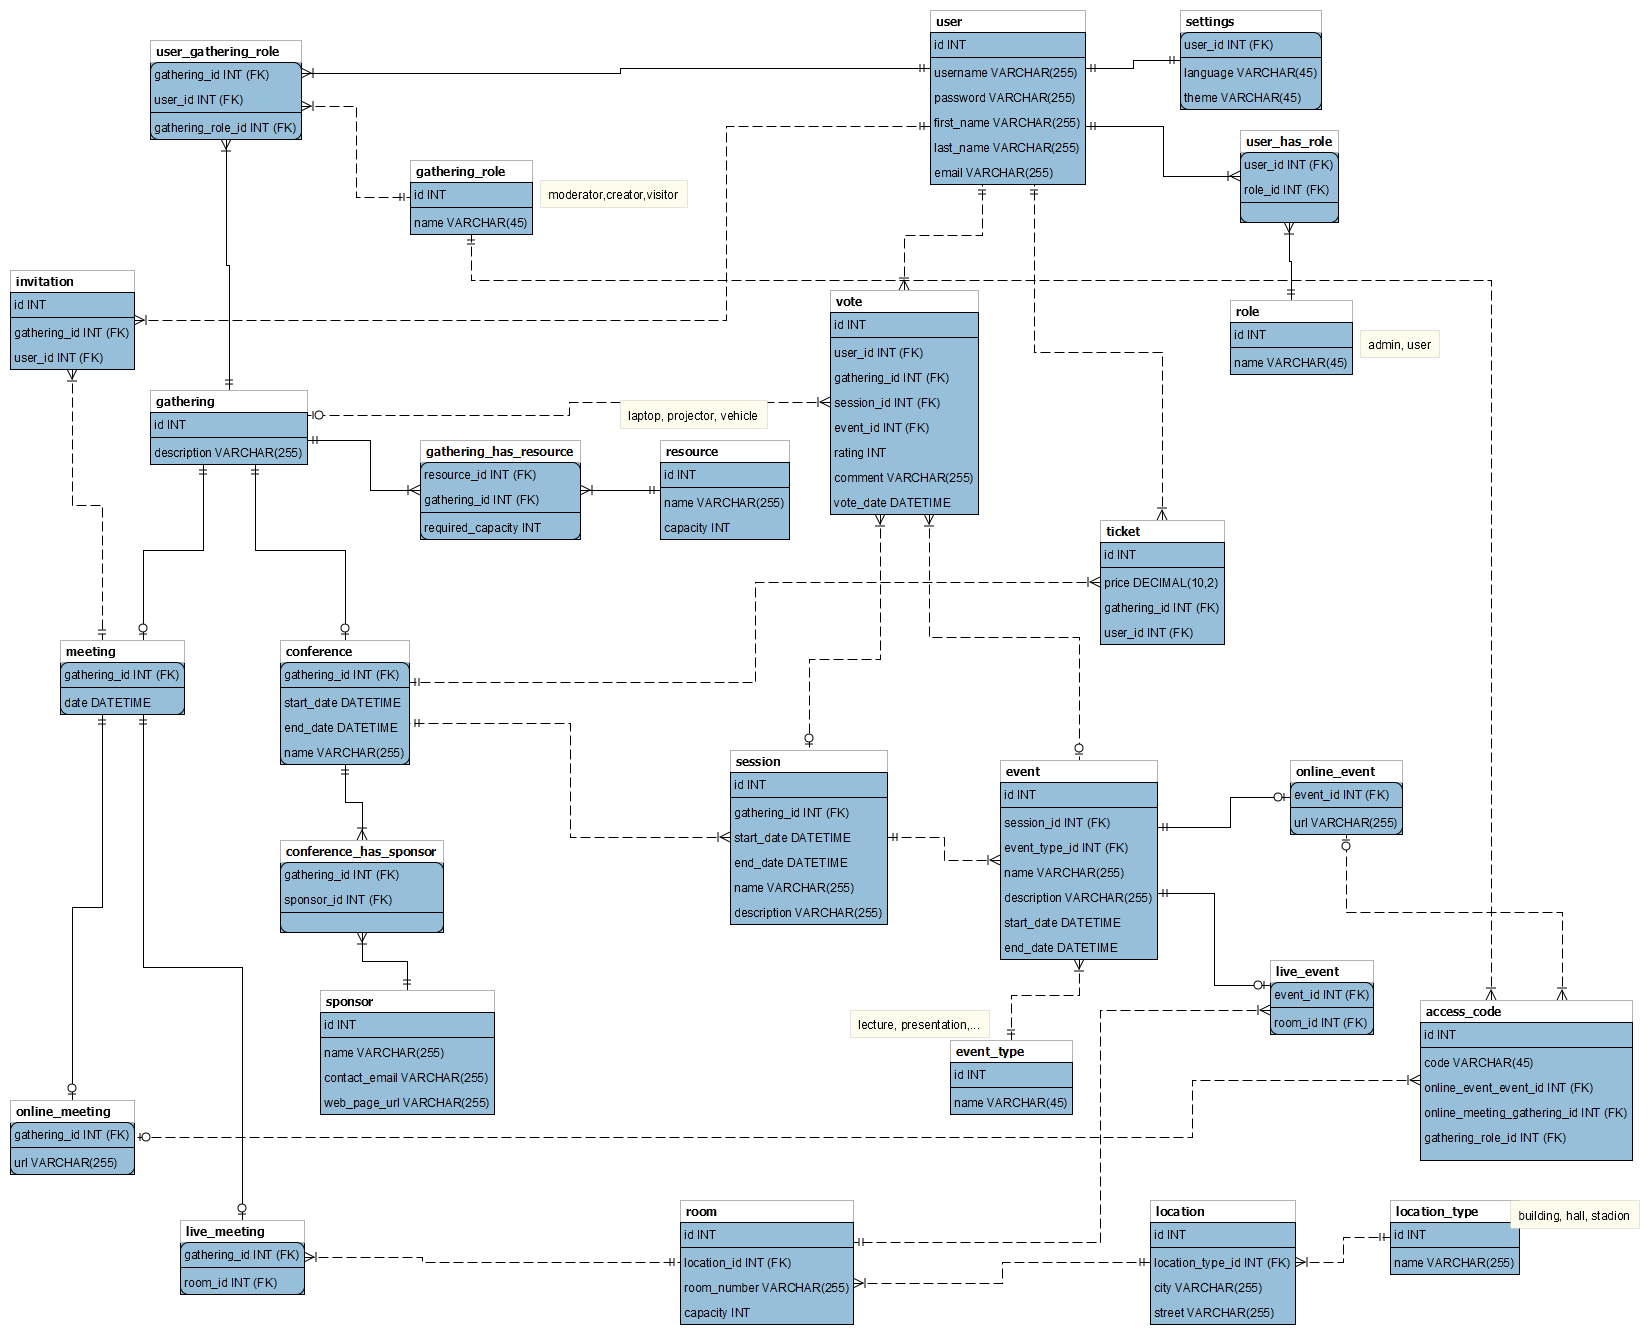 user
id INT
username VARCHAR(255)
password VARCHAR(255)
first_name VARCHAR(255)
last_name VARCHAR(255)
email VARCHAR(255)
settings
user_id INT (FK)
language VARCHAR(45)
theme VARCHAR(45)
user_gathering_role
gathering_id INT (FK)
user_id INT (FK)
gathering_role_id INT (FK)
user_has_role
user_id INT (FK)
role_id INT (FK)
gathering_role
id INT
name VARCHAR(45)
moderator,creator,visitor
invitation
id INT
gathering_id INT (FK)
user_id INT (FK)
vote
id INT
user_id INT (FK)
gathering_id INT (FK)
session_id INT (FK)
event_id INT (FK)
rating INT
comment VARCHAR(255)
vote_date DATETIME
role
id INT
name VARCHAR(45)
admin, user
gathering
id INT
description VARCHAR(255)
laptop, projector, vehicle
gathering_has_resource
resource_id INT (FK)
gathering_id INT (FK)
required_capacity INT
resource
id INT
name VARCHAR(255)
capacity INT
ticket
id INT
price DECIMAL(10,2)
gathering_id INT (FK)
user_id INT (FK)
meeting
gathering_id INT (FK)
date DATETIME
conference
gathering_id INT (FK)
start_date DATETIME
end_date DATETIME
name VARCHAR(255)
session
id INT
gathering_id INT (FK)
start_date DATETIME
end_date DATETIME
name VARCHAR(255)
description VARCHAR(255)
event
id INT
session_id INT (FK)
event_type_id INT (FK)
name VARCHAR(255)
description VARCHAR(255)
start_date DATETIME
end_date DATETIME
online_event
event_id INT (FK)
url VARCHAR(255)
conference_has_sponsor
gathering_id INT (FK)
sponsor_id INT (FK)
live_event
event_id INT (FK)
room_id INT (FK)
sponsor
id INT
name VARCHAR(255)
contact_email VARCHAR(255)
web_page_url VARCHAR(255)
lecture, presentation,...
event_type
id INT
name VARCHAR(45)
access_code
id INT
code VARCHAR(45)
online_event_event_id INT (FK)
online_meeting_gathering_id INT (FK)
gathering_role_id INT (FK)
online_meeting
gathering_id INT (FK)
url VARCHAR(255)
live_meeting
gathering_id INT (FK)
room_id INT (FK)
room
id INT
location_id INT (FK)
room_number VARCHAR(255)
capacity INT
location
id INT
location_type_id INT (FK)
city VARCHAR(255)
street VARCHAR(255)
location_type
id INT
name VARCHAR(255)
building, hall, stadion